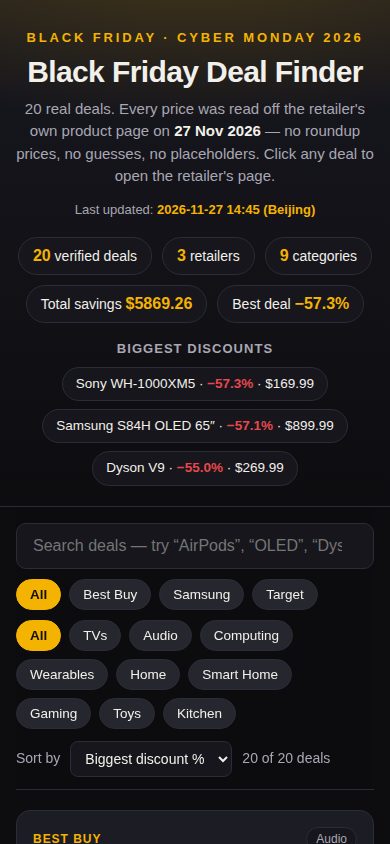 BLACK FRIDAY · CYBER MONDAY 2026
Black Friday Deal Finder
20 real deals. Every price was read off the retailer's
own product page on 27 Nov 2026 — no roundup
prices, no guesses, no placeholders. Click any deal to
open the retailer's page.
Last updated: 2026-11-27 14:45 (Beijing)
20 verified deals 3 retailers 9 categories
Total savings $5869.26 Best deal −57.3%
BIGGEST DISCOUNTS
Sony WH-1000XM5 · −57.3% · $169.99
Samsung S84H OLED 65″ · −57.1% · $899.99
Dyson V9 · −55.0% · $269.99
Search deals — try “AirPods”, “OLED”, “Dys
All Best Buy Samsung Target
All TVs Audio Computing
Wearables Home Smart Home
Gaming Toys Kitchen
Sort by Biggest discount % 20 of 20 deals
BEST BUY Audio